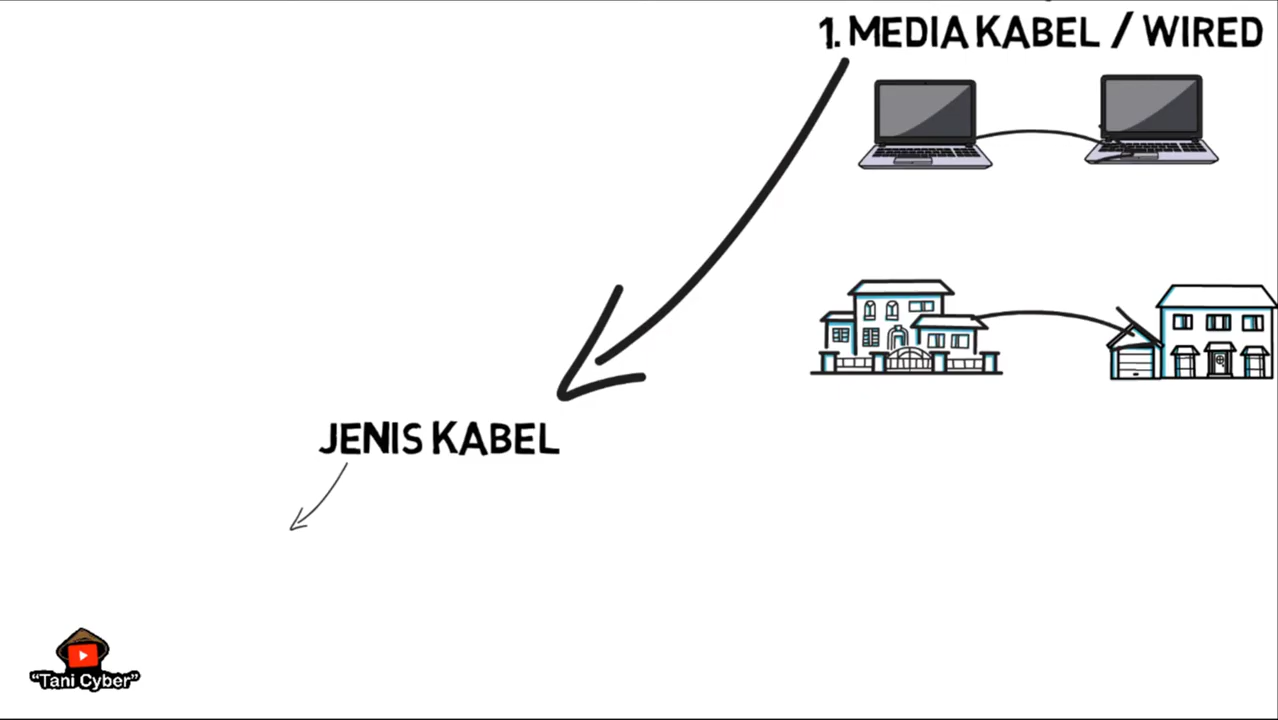 1. MEDIA KABEL / WIRED
JENIS KABEL
“Tani Cyber”